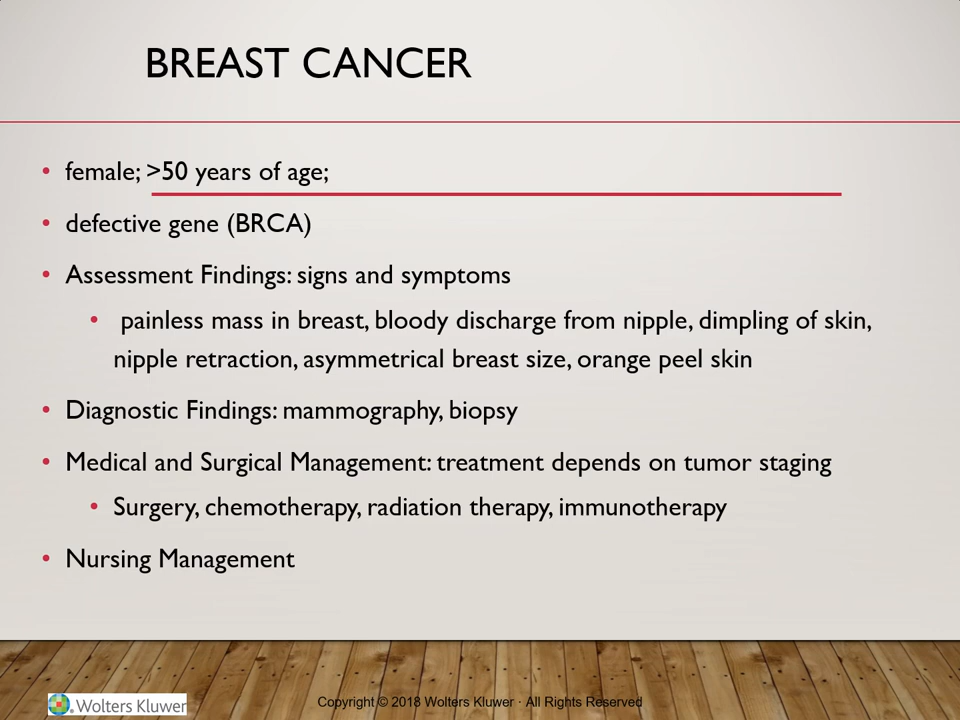 BREAST CANCER
• female; >50 years of age;
• defective gene (BRCA)
• Assessment Findings: signs and symptoms
• painless mass in breast, bloody discharge from nipple, dimpling of skin,
nipple retraction, asymmetrical breast size, orange peel skin
• Diagnostic Findings: mammography, biopsy
• Medical and Surgical Management: treatment depends on tumor staging
• Surgery, chemotherapy, radiation therapy, immunotherapy
• Nursing Management
Wolters Kluwer
Copyright © 2018 Wolters Kluwer · All Rights Reserved